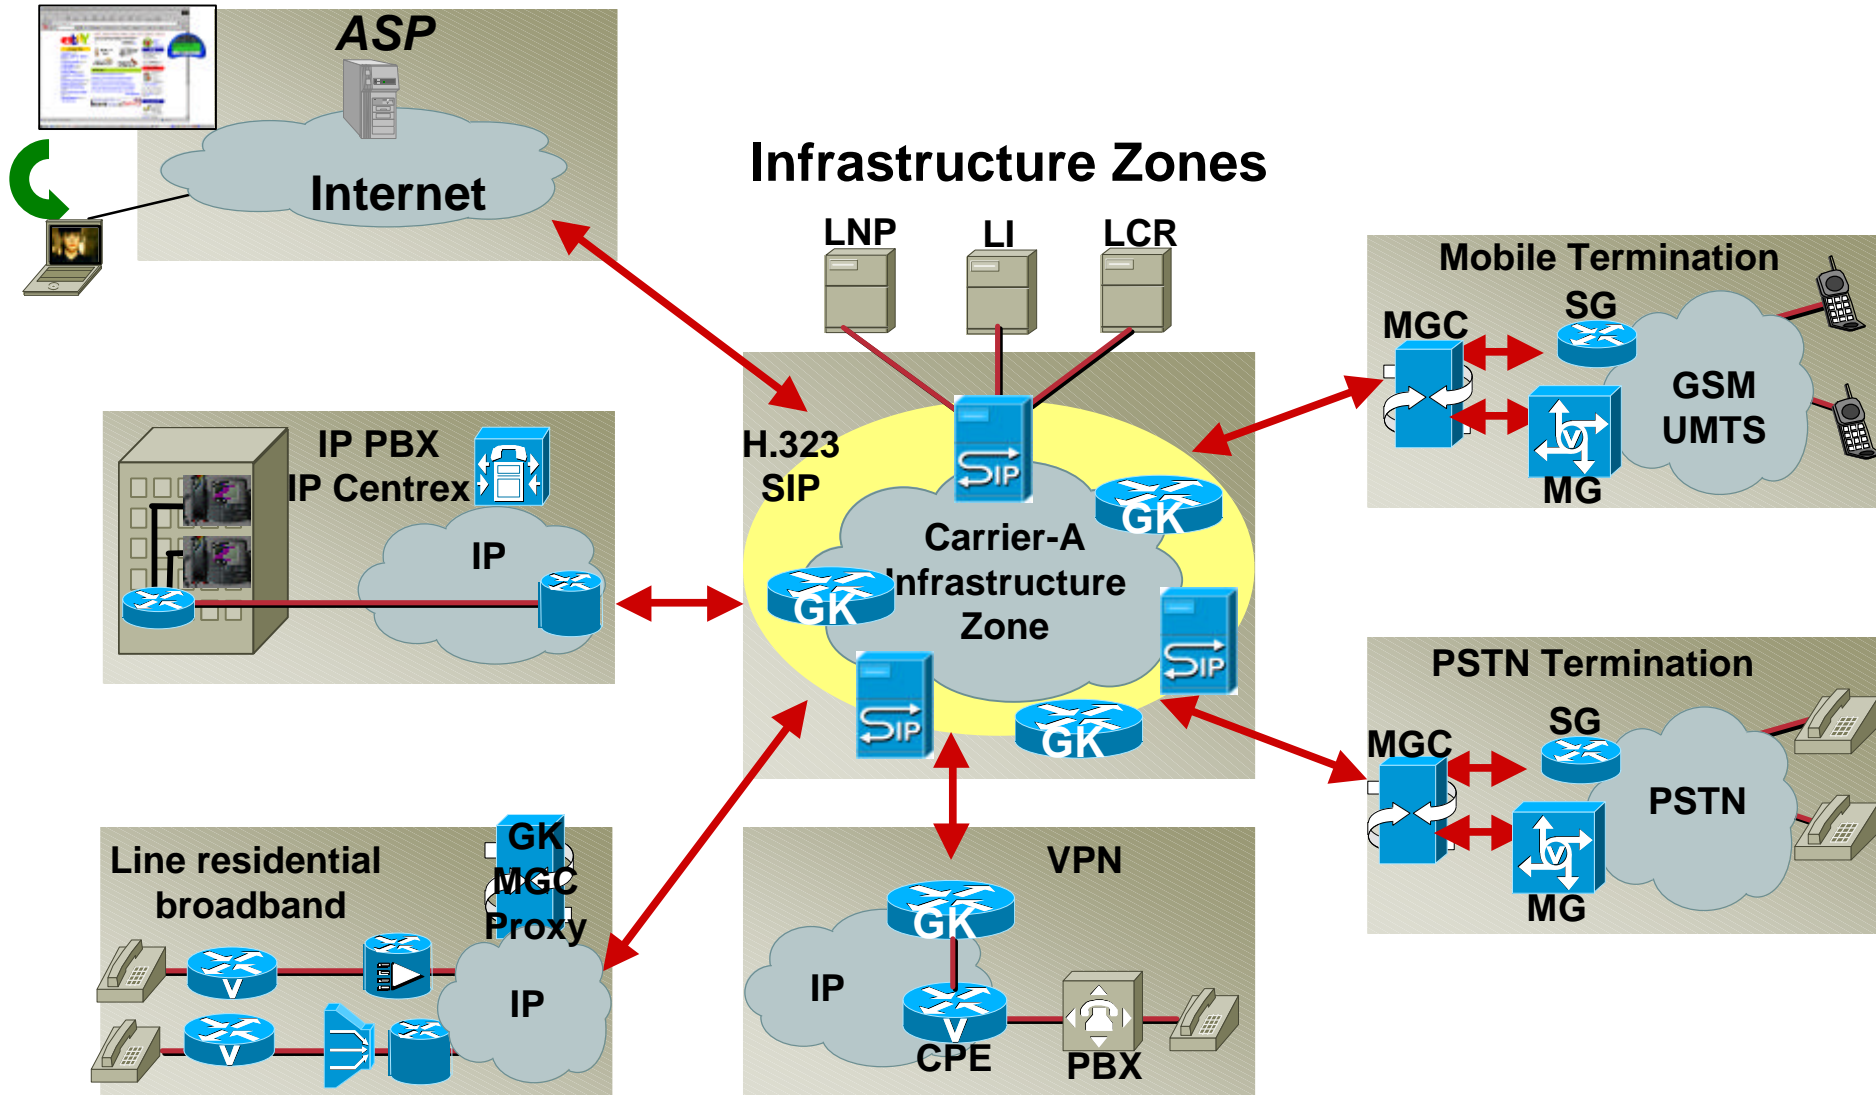 ebY
ASP
Internet
Infrastructure Zones
LNP
LI
LCR
Mobile Termination
SG
MGC
GSM
UMTS
V
MG
IP PBX
IP Centrex
IP
H.323
SIP
SIP
GK
Carrier-A
Infrastructure
Zone
GK
SIP
SIP
GK
PSTN Termination
SG
MGC
PSTN
V
MG
Line residential
broadband
GK
MGC
Proxy
V
V
IP
VPN
GK
IP
V
CPE
PBX